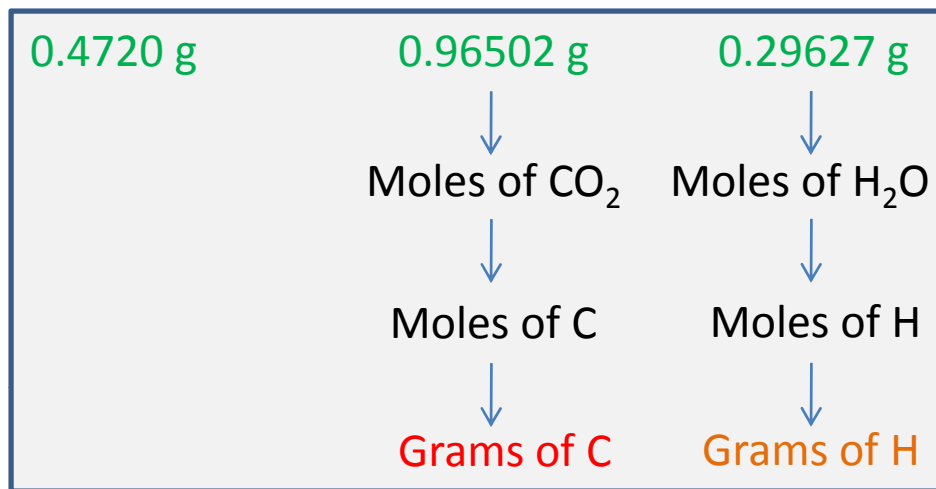 0.4720 g 0.96502 g 0.29627 g
Moles of CO₂ Moles of H₂O
Moles of C Moles of H
Grams of C Grams of H